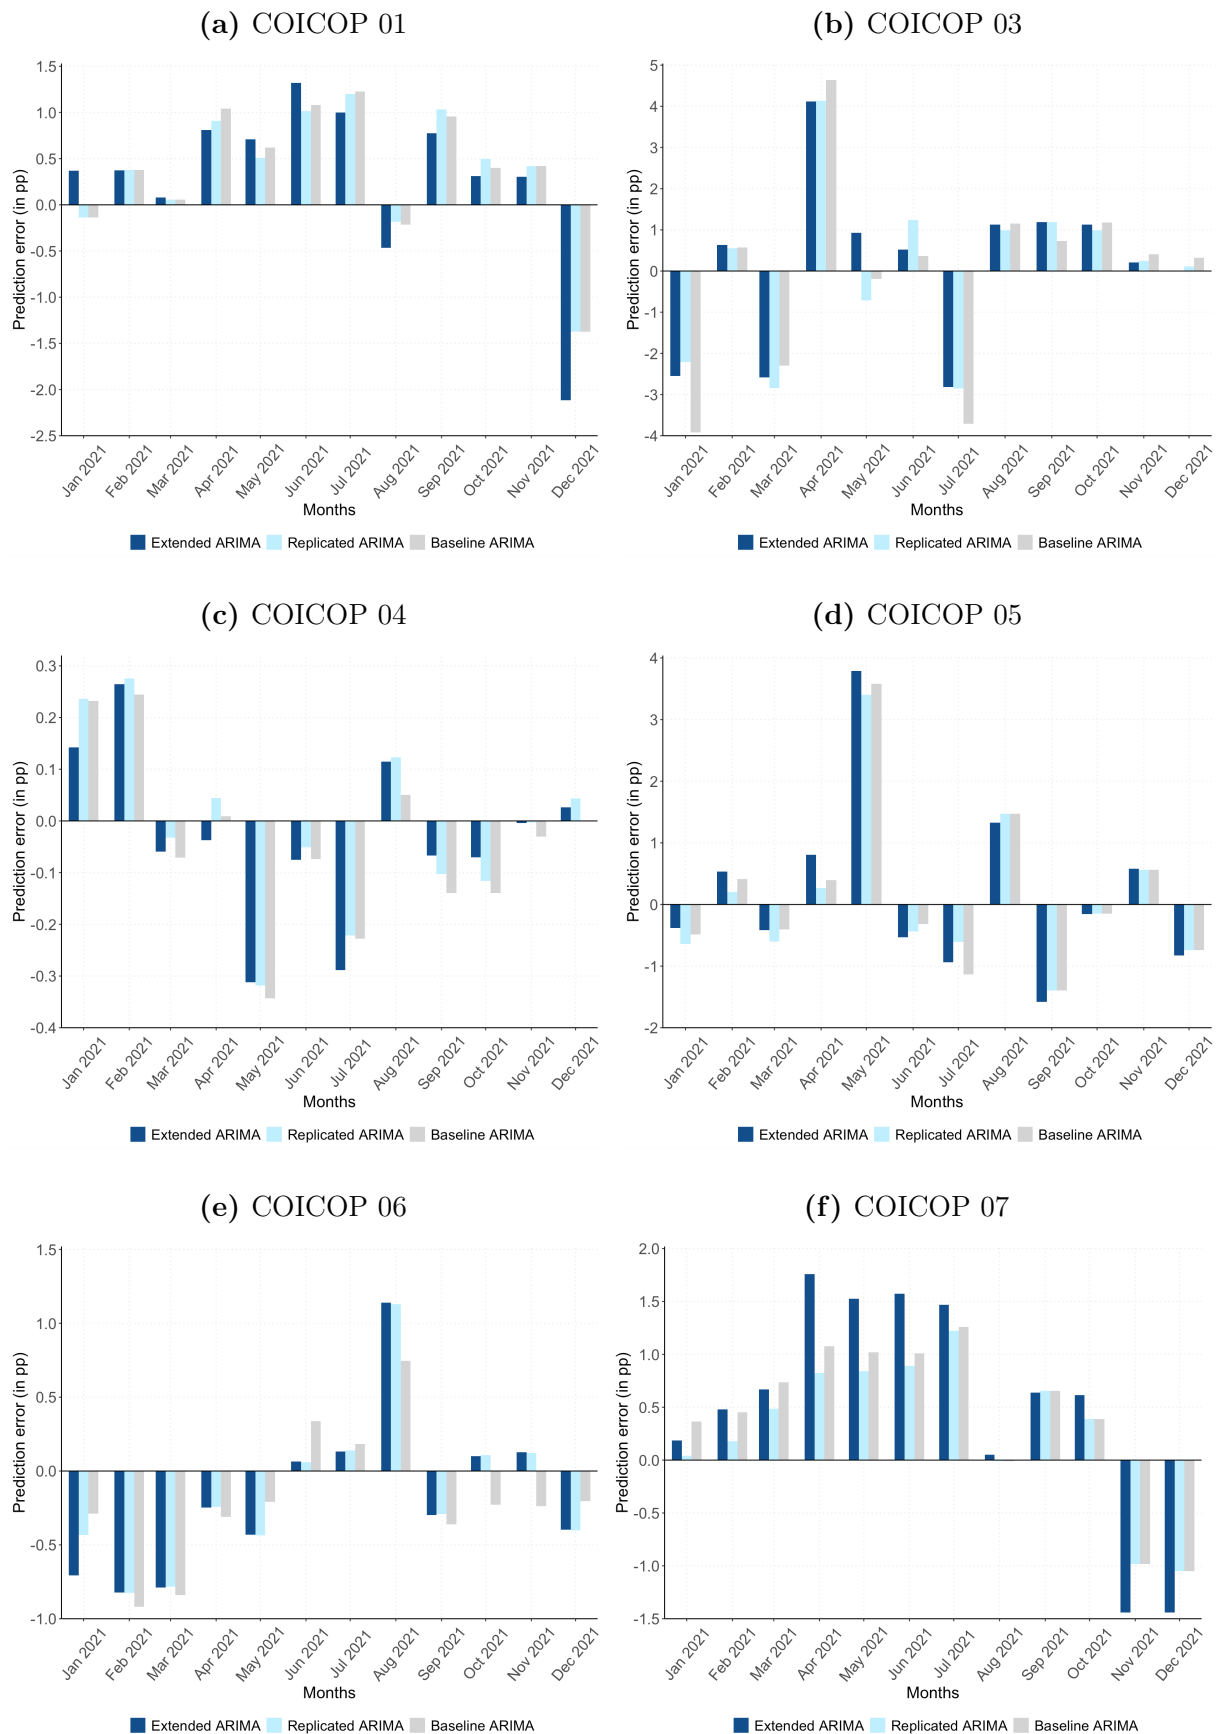 (a) COICOP 01
Prediction error (in pp)
1.5
1.0
0.5
0.0
-0.5
-1.0
-1.5
-2.0
-2.5
Jan 2021 Feb 2021 Mar 2021 Apr 2021 May 2021 Jun 2021 Jul 2021 Aug 2021 Sep 2021 Oct 2021 Nov 2021 Dec 2021
Months
Extended ARIMA Replicated ARIMA Baseline ARIMA
(b) COICOP 03
Prediction error (in pp)
5
4
3
2
1
0
-1
-2
-3
-4
Jan 2021 Feb 2021 Mar 2021 Apr 2021 May 2021 Jun 2021 Jul 2021 Aug 2021 Sep 2021 Oct 2021 Nov 2021 Dec 2021
Months
Extended ARIMA Replicated ARIMA Baseline ARIMA
(c) COICOP 04
Prediction error (in pp)
0.3
0.2
0.1
0.0
-0.1
-0.2
-0.3
-0.4
Jan 2021 Feb 2021 Mar 2021 Apr 2021 May 2021 Jun 2021 Jul 2021 Aug 2021 Sep 2021 Oct 2021 Nov 2021 Dec 2021
Months
Extended ARIMA Replicated ARIMA Baseline ARIMA
(d) COICOP 05
Prediction error (in pp)
4
3
2
1
0
-1
-2
Jan 2021 Feb 2021 Mar 2021 Apr 2021 May 2021 Jun 2021 Jul 2021 Aug 2021 Sep 2021 Oct 2021 Nov 2021 Dec 2021
Months
Extended ARIMA Replicated ARIMA Baseline ARIMA
(e) COICOP 06
Prediction error (in pp)
1.5
1.0
0.5
0.0
-0.5
-1.0
Jan 2021 Feb 2021 Mar 2021 Apr 2021 May 2021 Jun 2021 Jul 2021 Aug 2021 Sep 2021 Oct 2021 Nov 2021 Dec 2021
Months
Extended ARIMA Replicated ARIMA Baseline ARIMA
(f) COICOP 07
Prediction error (in pp)
2.0
1.5
1.0
0.5
0.0
-0.5
-1.0
-1.5
Jan 2021 Feb 2021 Mar 2021 Apr 2021 May 2021 Jun 2021 Jul 2021 Aug 2021 Sep 2021 Oct 2021 Nov 2021 Dec 2021
Months
Extended ARIMA Replicated ARIMA Baseline ARIMA